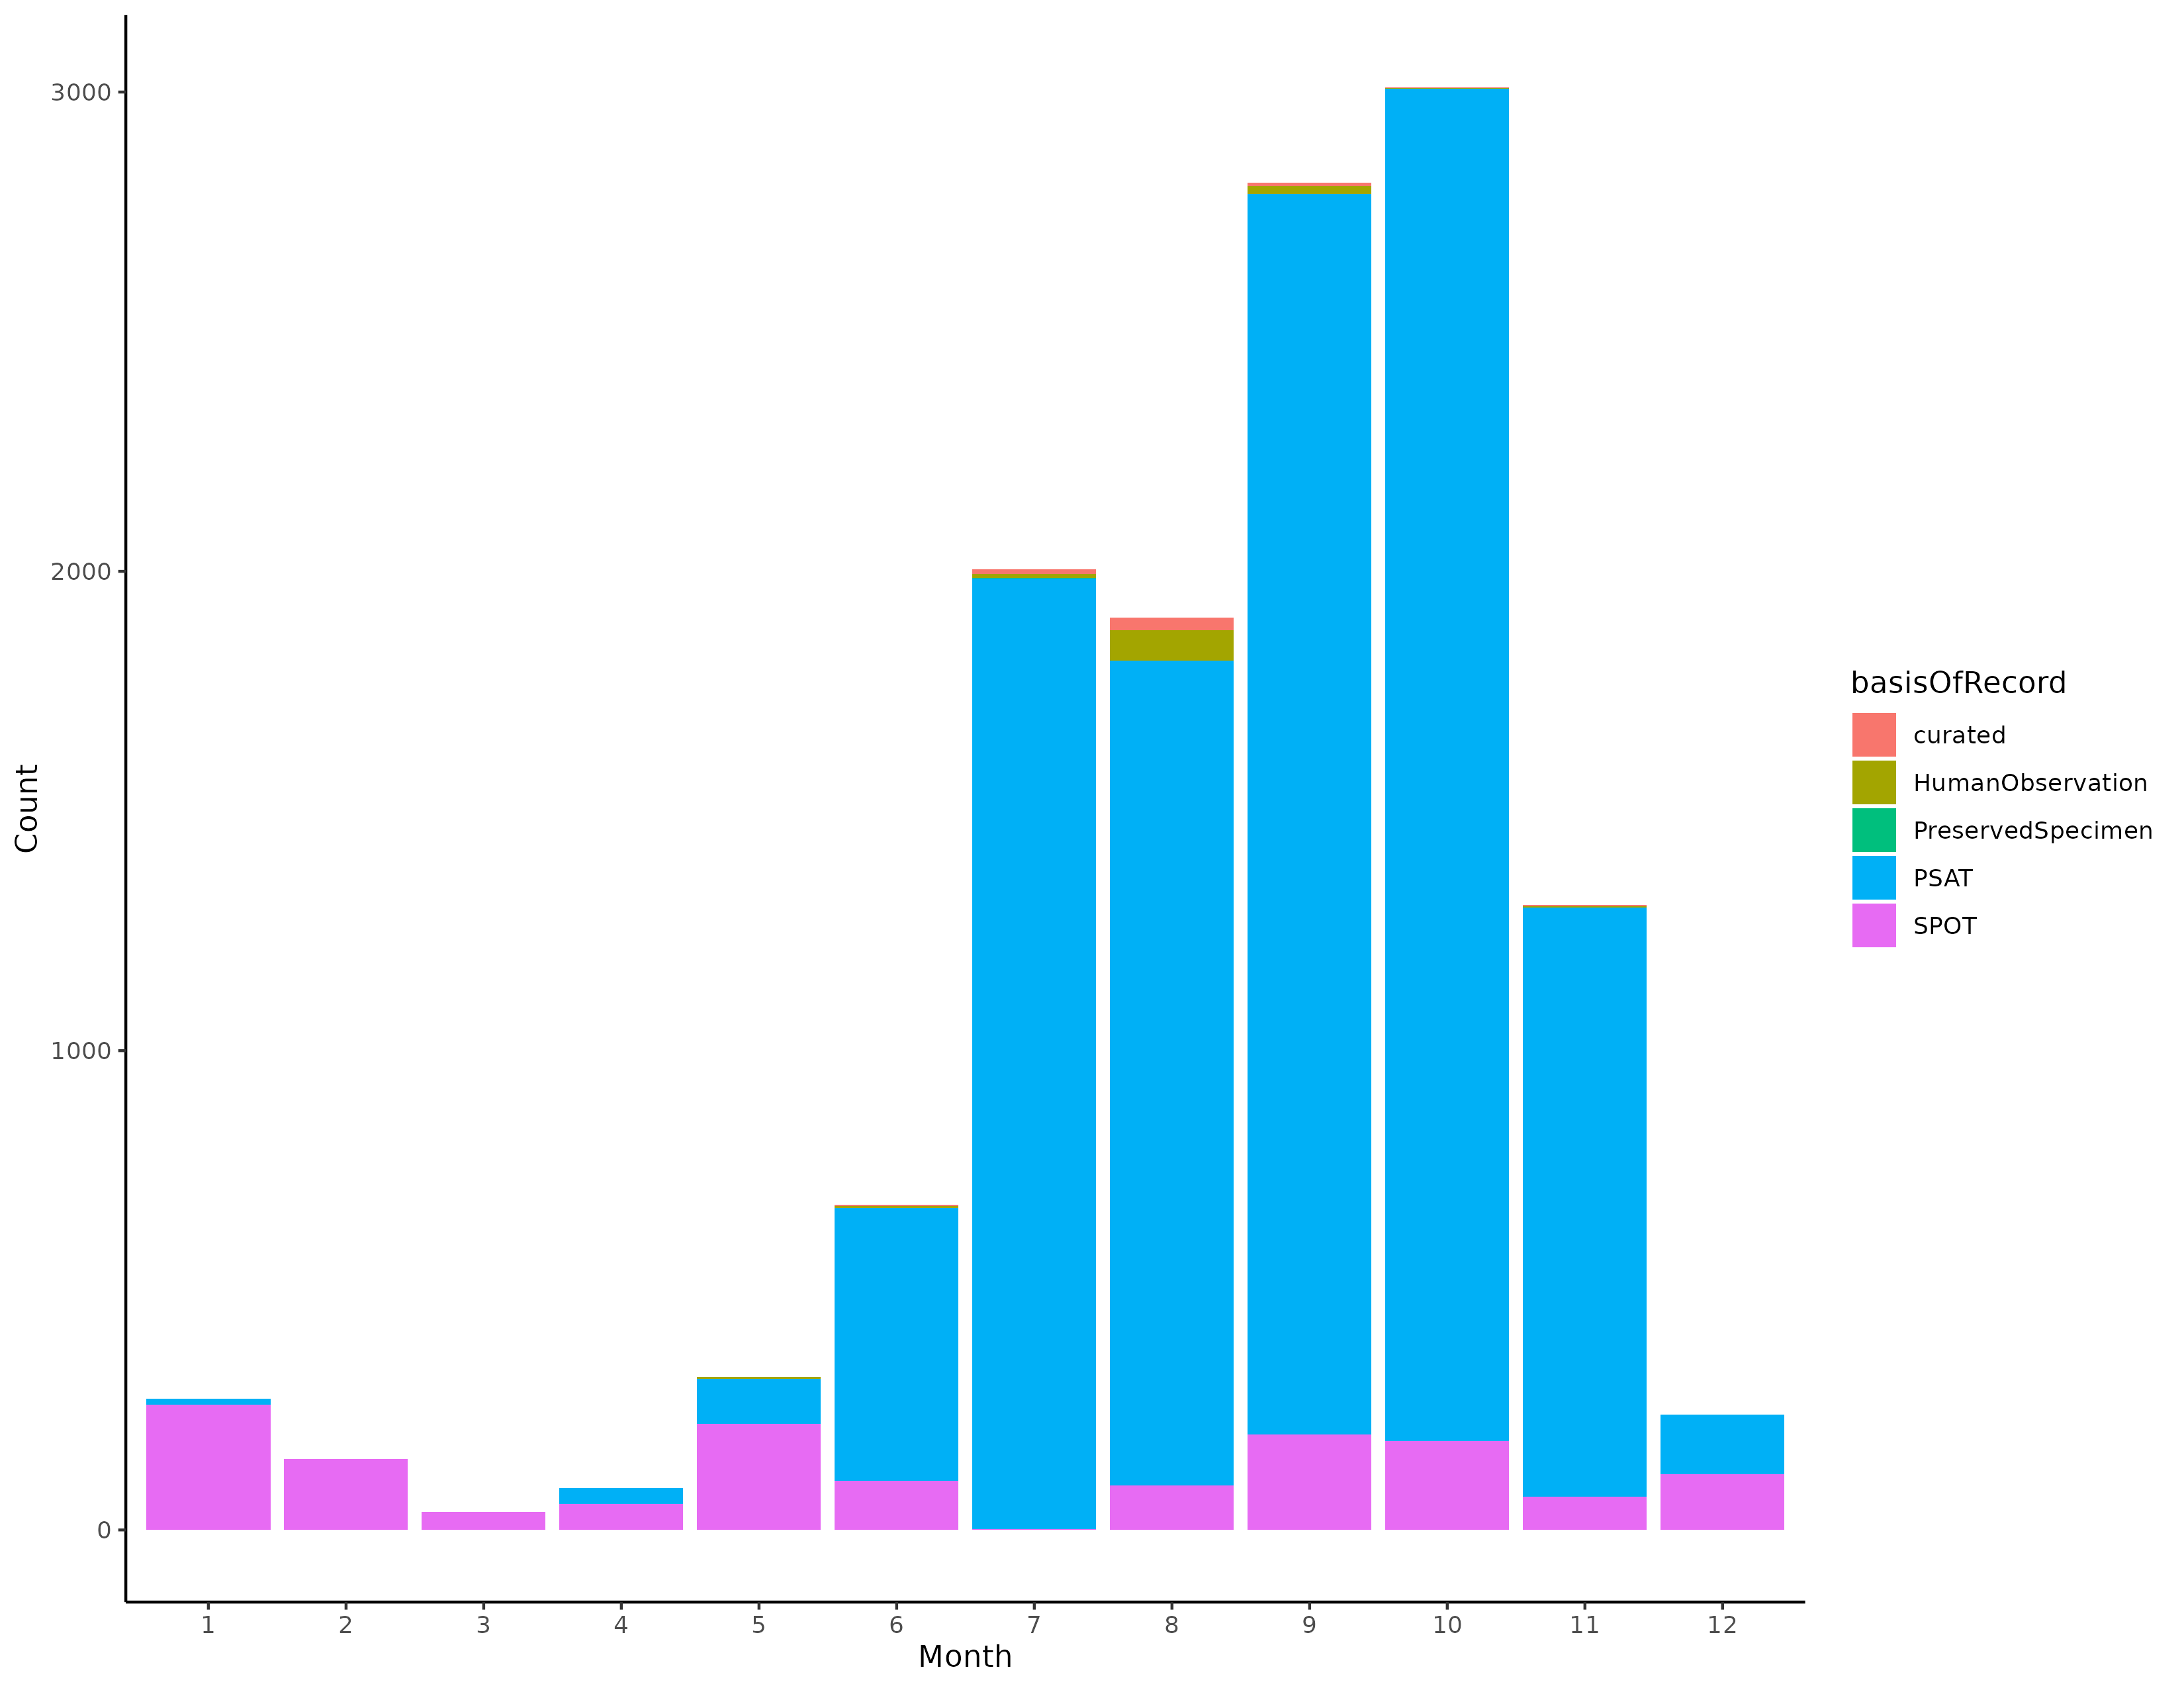 3000
2000
1000
0
Count
1 2 3 4 5 6 7 8 9 10 11 12
Month
basisOfRecord
curated
HumanObservation
PreservedSpecimen
PSAT
SPOT